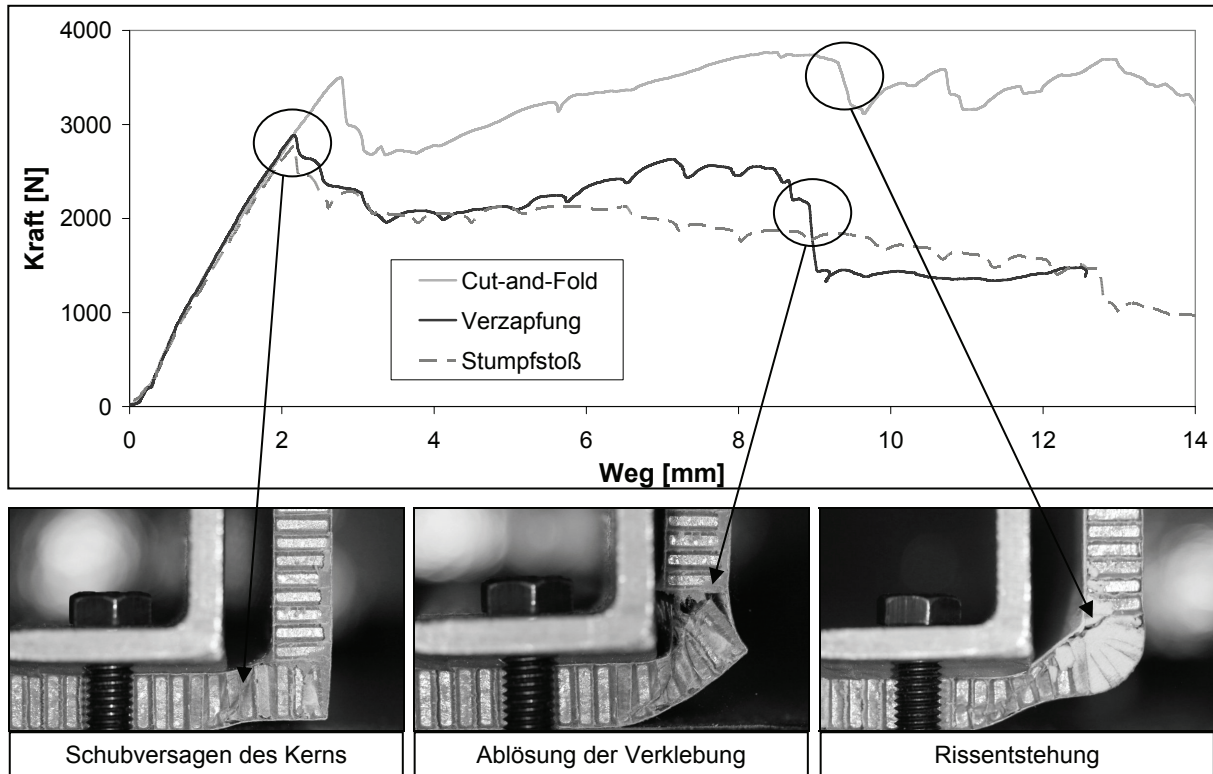 4000
3000
2000
1000
0
Kraft [N]
Cut-and-Fold
Verzapfung
Stumpfstoß
0 2 4 6 8 10 12 14
Weg [mm]
Schubversagen des Kerns
Ablösung der Verklebung
Rissentstehung